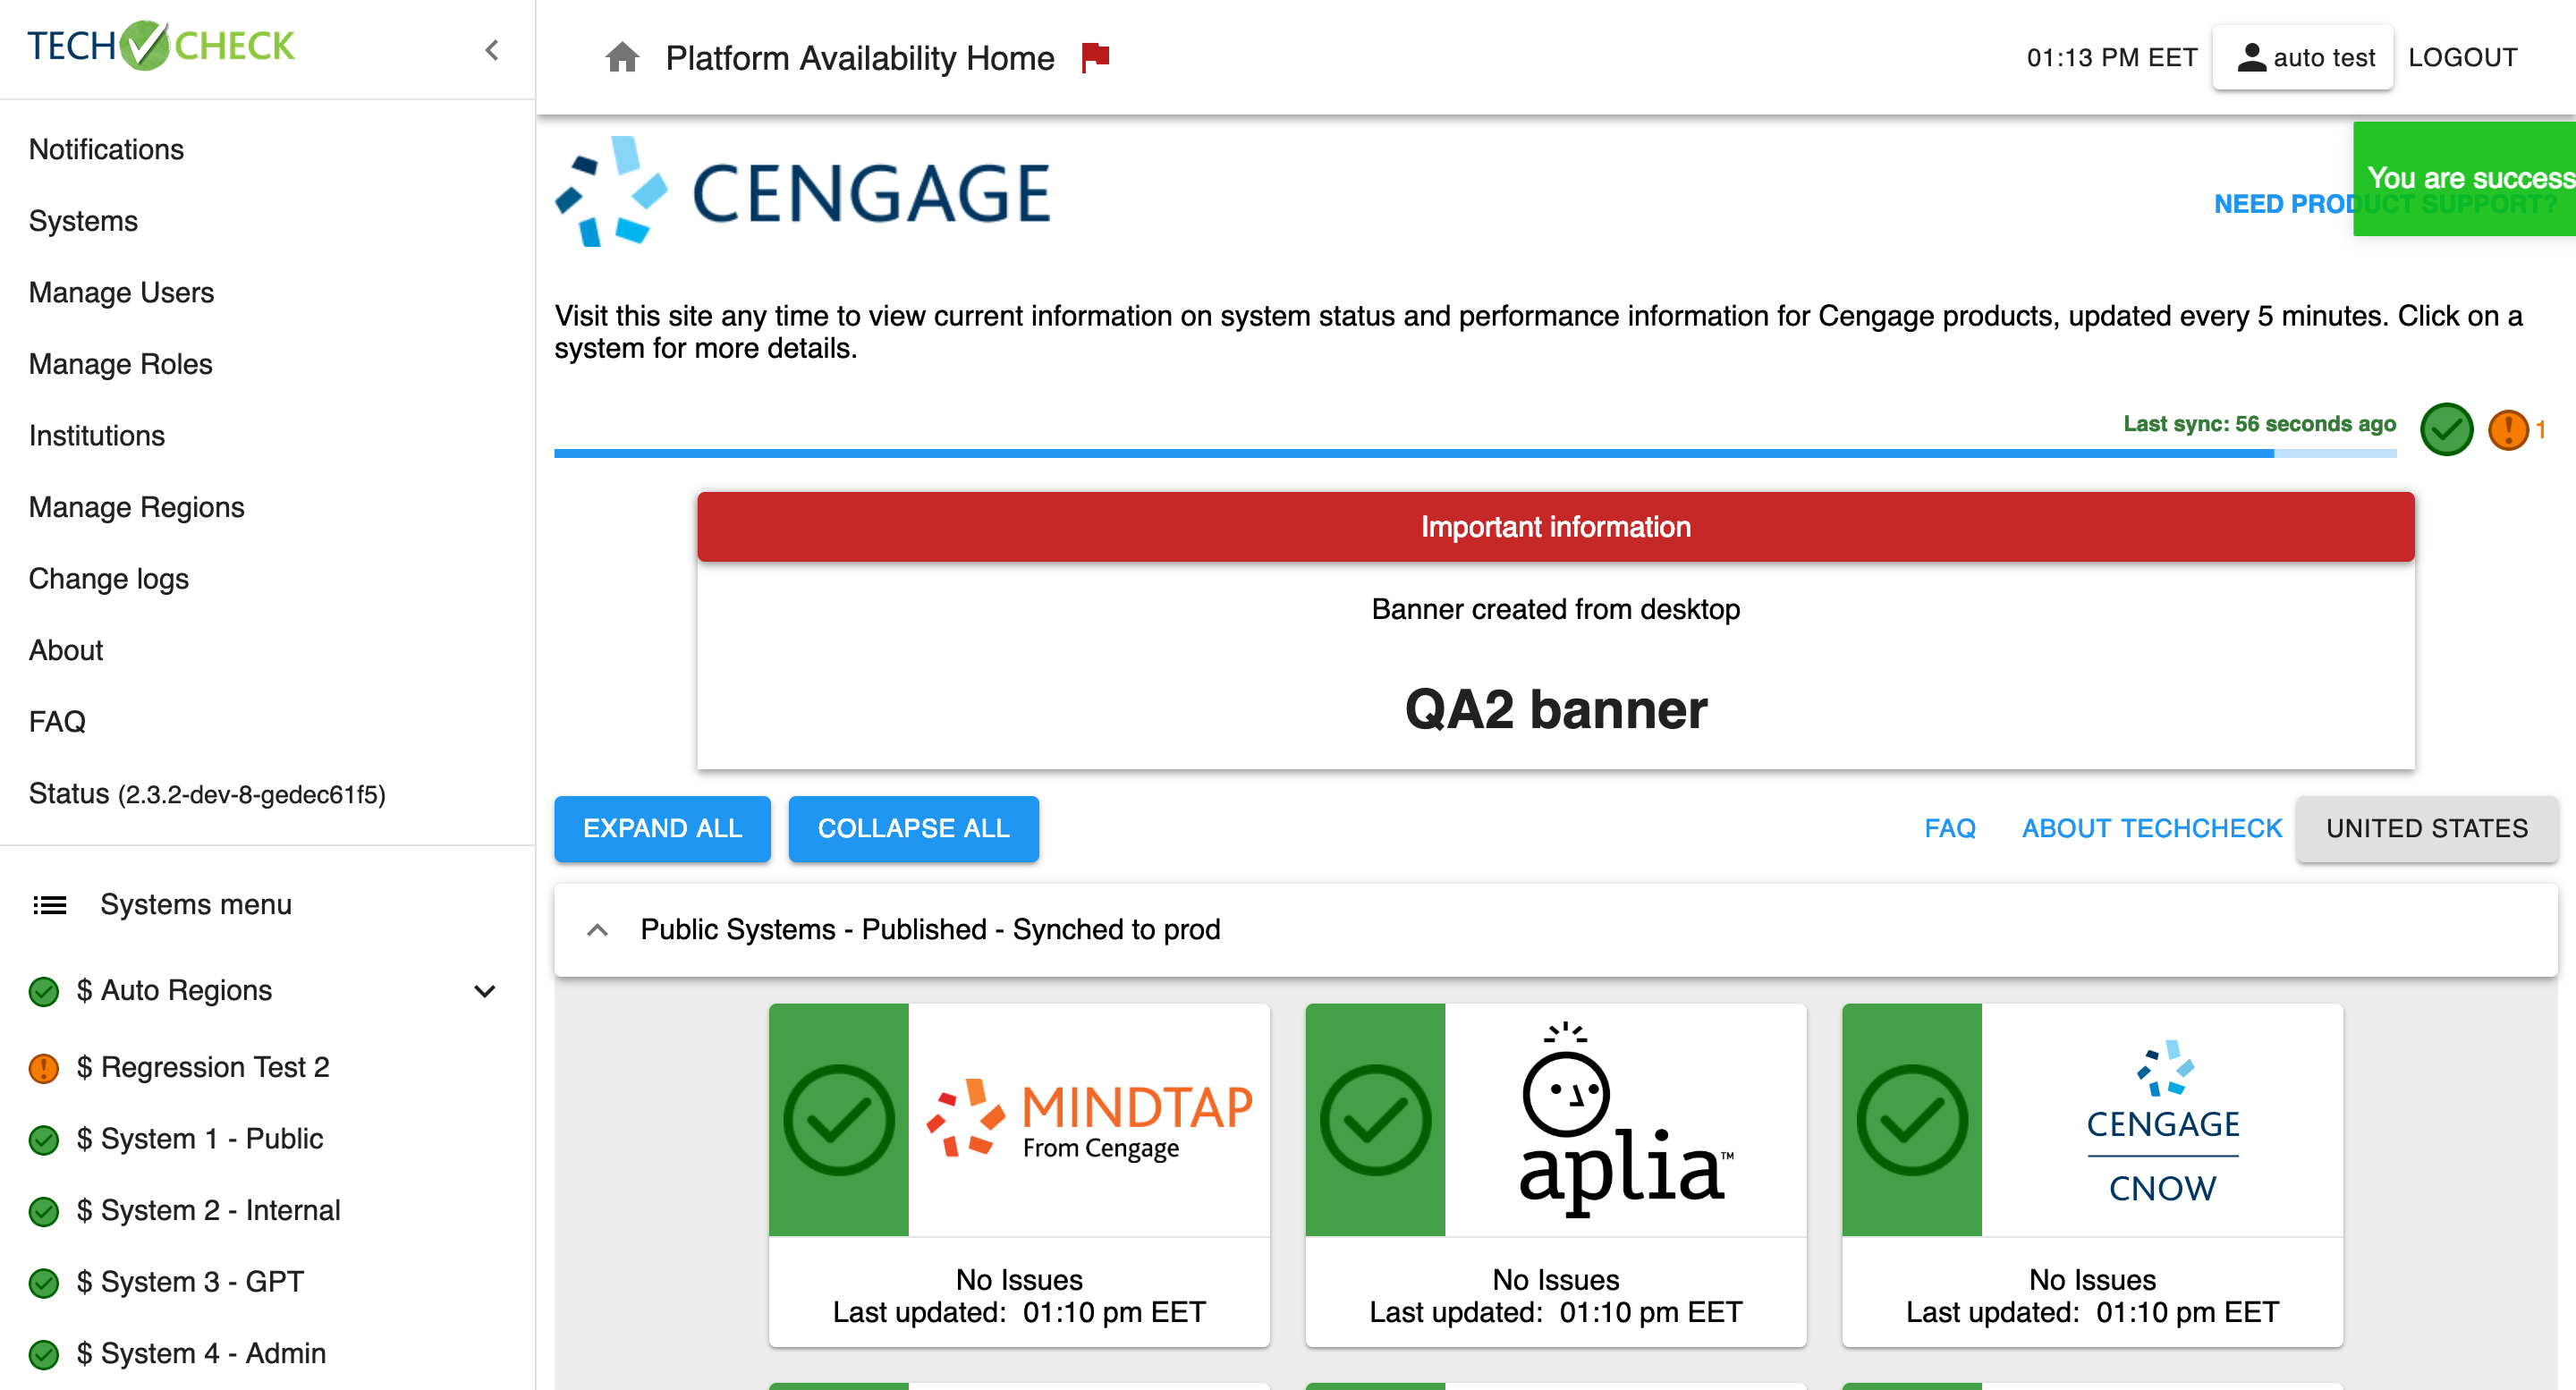 TECH CHECK
Platform Availability Home
01:13 PM EET
auto test
LOGOUT
Notifications
Systems
Manage Users
Manage Roles
Institutions
Manage Regions
Change logs
About
FAQ
Status (2.3.2-dev-8-gedec61f5)
Systems menu
$ Auto Regions
$ Regression Test 2
$ System 1 - Public
$ System 2 - Internal
$ System 3 - GPT
$ System 4 - Admin
CENGAGE
You are success
NEED PRODUCT SUPPORT?
Visit this site any time to view current information on system status and performance information for Cengage products, updated every 5 minutes. Click on a
system for more details.
Last sync: 56 seconds ago
1
Important information
Banner created from desktop
QA2 banner
EXPAND ALL
COLLAPSE ALL
FAQ
ABOUT TECHCHECK
UNITED STATES
Public Systems - Published - Synched to prod
MINDTAP
From Cengage
No Issues
Last updated: 01:10 pm EET
aplia™
No Issues
Last updated: 01:10 pm EET
CENGAGE
CNOW
No Issues
Last updated: 01:10 pm EET